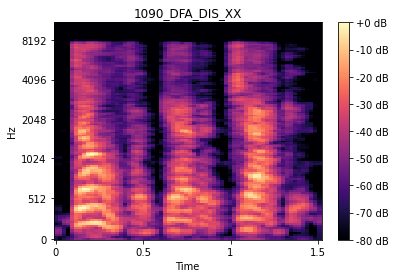 1090_DFA_DIS_XX
+0 dB
8192
-10 dB
4096
-20 dB
-30 dB
2048
Hz
-40 dB
1024
-50 dB
512
-60 dB
-70 dB
0
-80 dB
0
0.5
1
1.5
Time